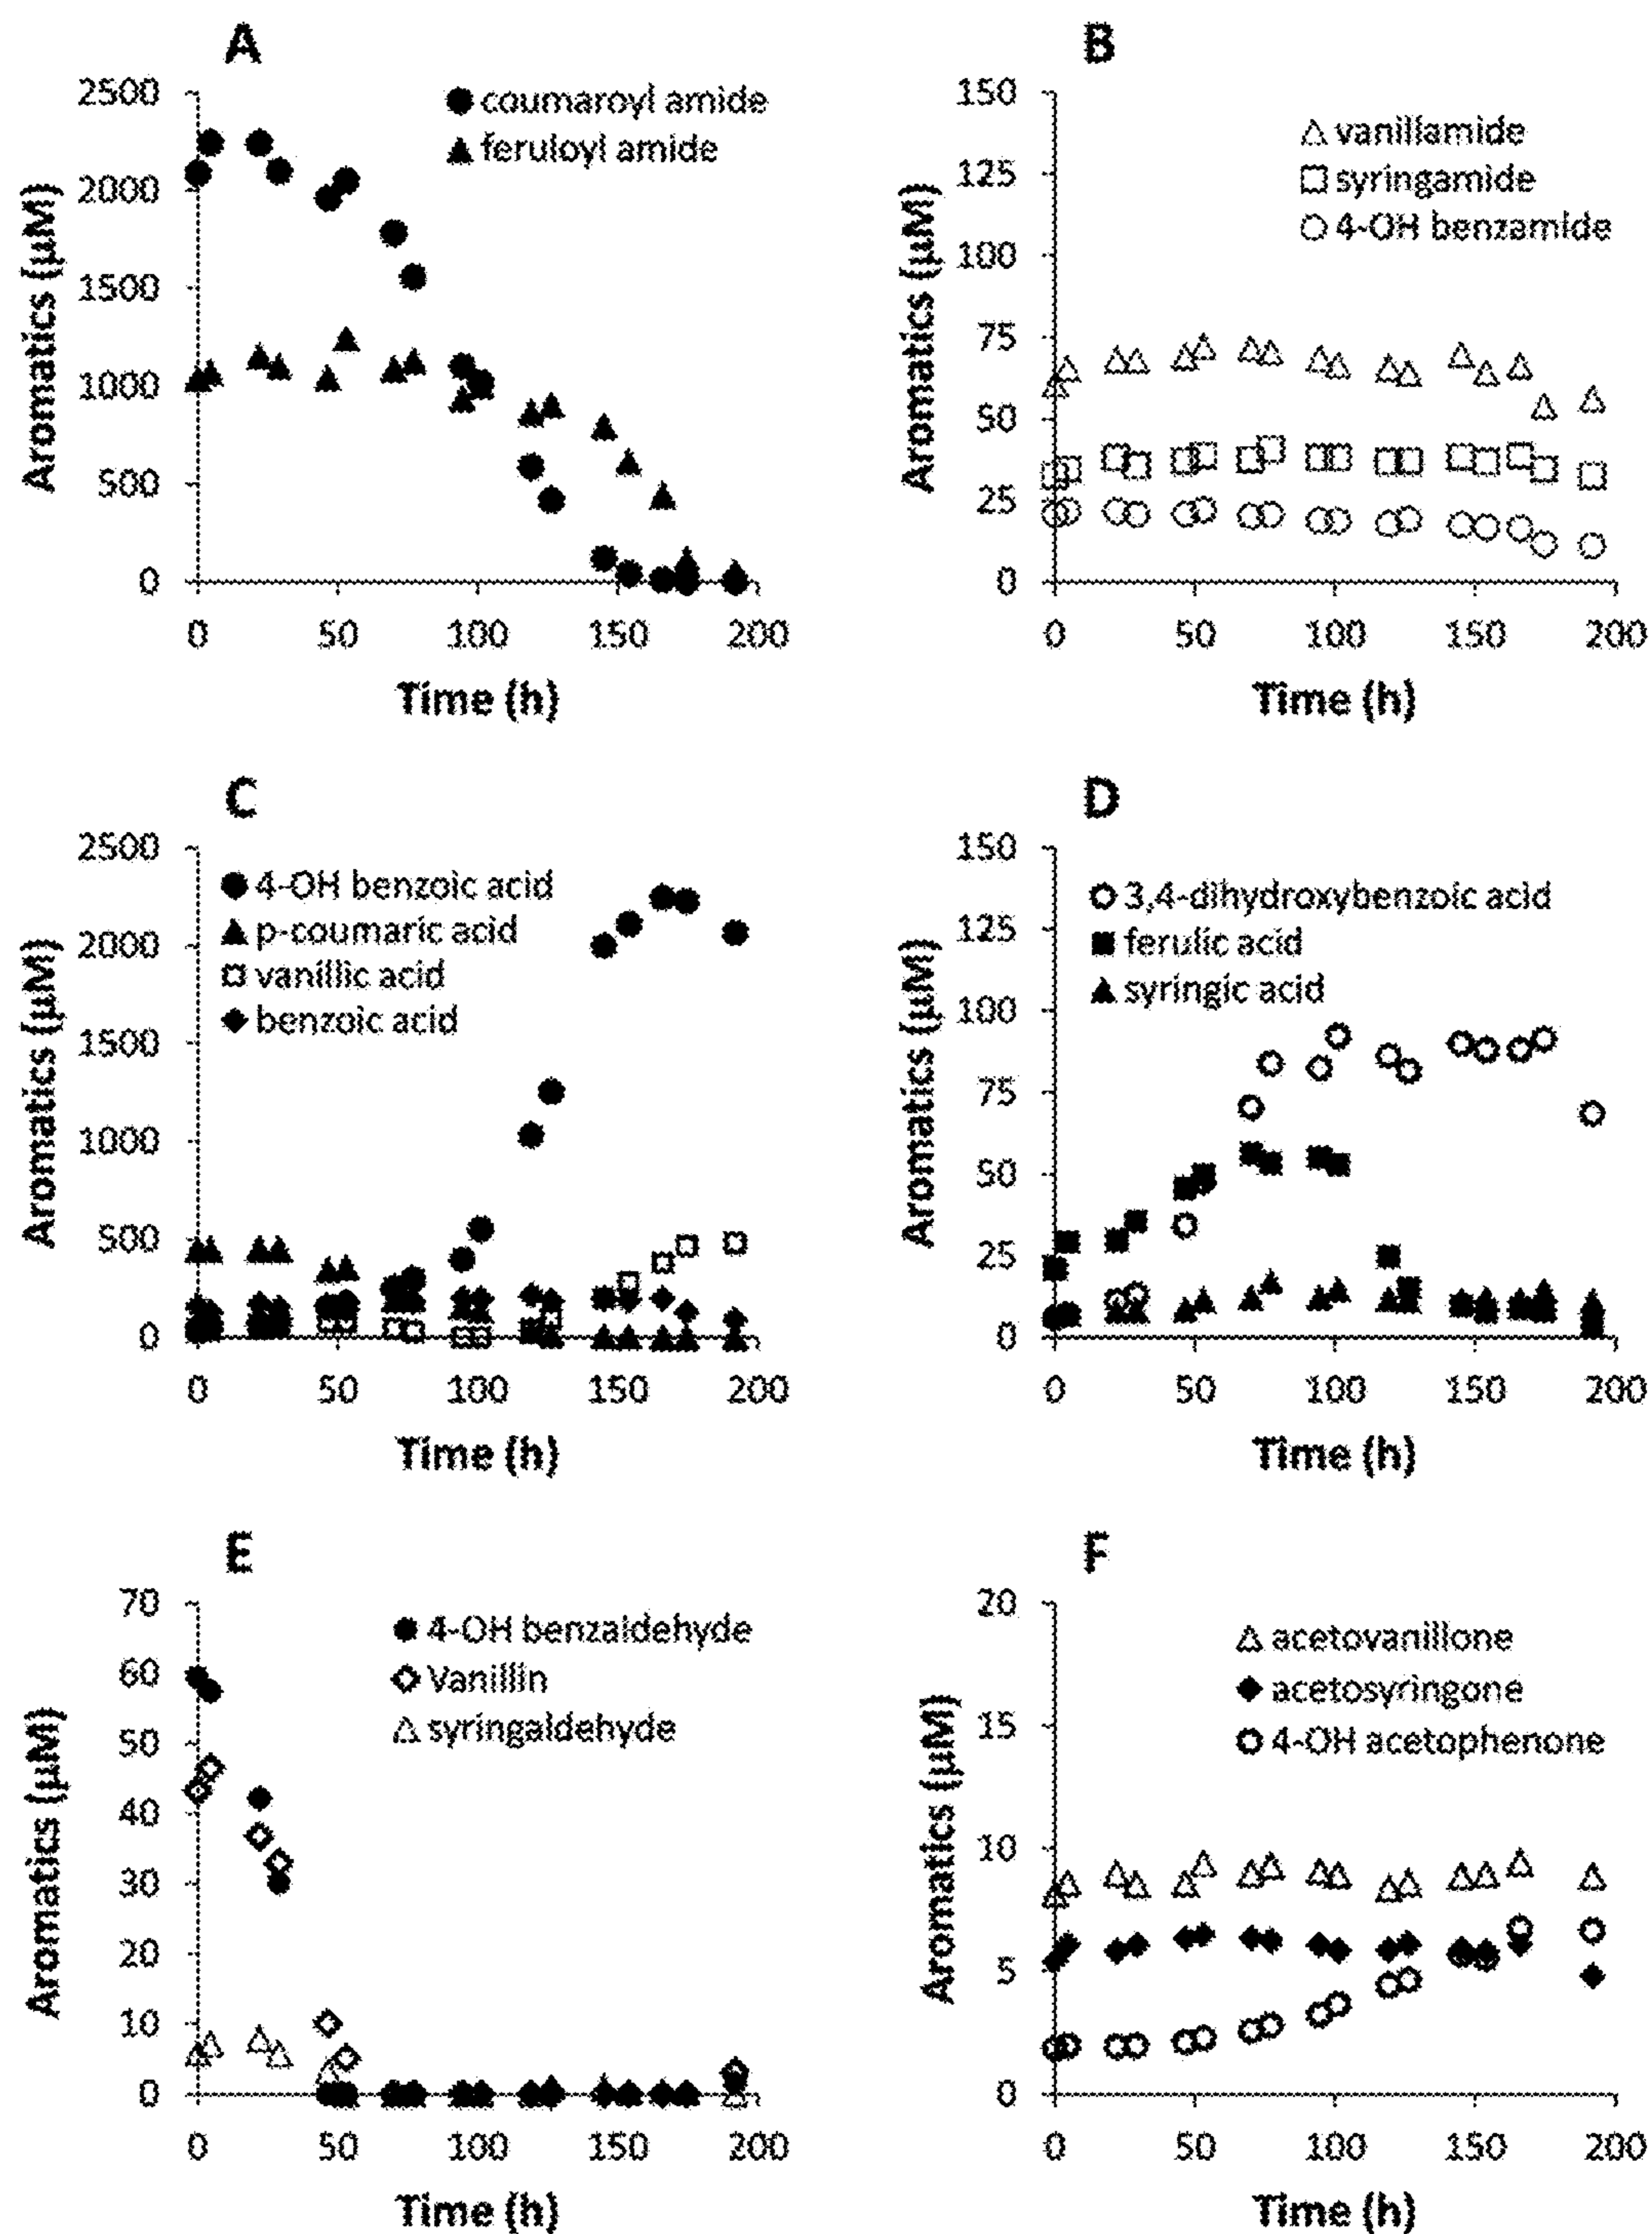 A
2500
2000
1500
1000
500
0
Aromatics (µM)
coumaroyl amide
feruloyl amide
0 50 100 150 200
Time (h)
B
150
125
100
75
50
25
0
Aromatics (µM)
vanillamide
syringamide
4-OH benzamide
0 50 100 150 200
Time (h)
C
2500
2000
1500
1000
500
0
Aromatics (µM)
4-OH benzoic acid
p-coumaric acid
vanillic acid
benzoic acid
0 50 100 150 200
Time (h)
D
150
125
100
75
50
25
0
Aromatics (µM)
3,4-dihydroxybenzoic acid
ferulic acid
syringic acid
0 50 100 150 200
Time (h)
E
70
60
50
40
30
20
10
0
Aromatics (µM)
4-OH benzaldehyde
Vanillin
syringaldehyde
0 50 100 150 200
Time (h)
F
20
15
10
5
0
Aromatics (µM)
acetovanillone
acetosyringone
4-OH acetophenone
0 50 100 150 200
Time (h)